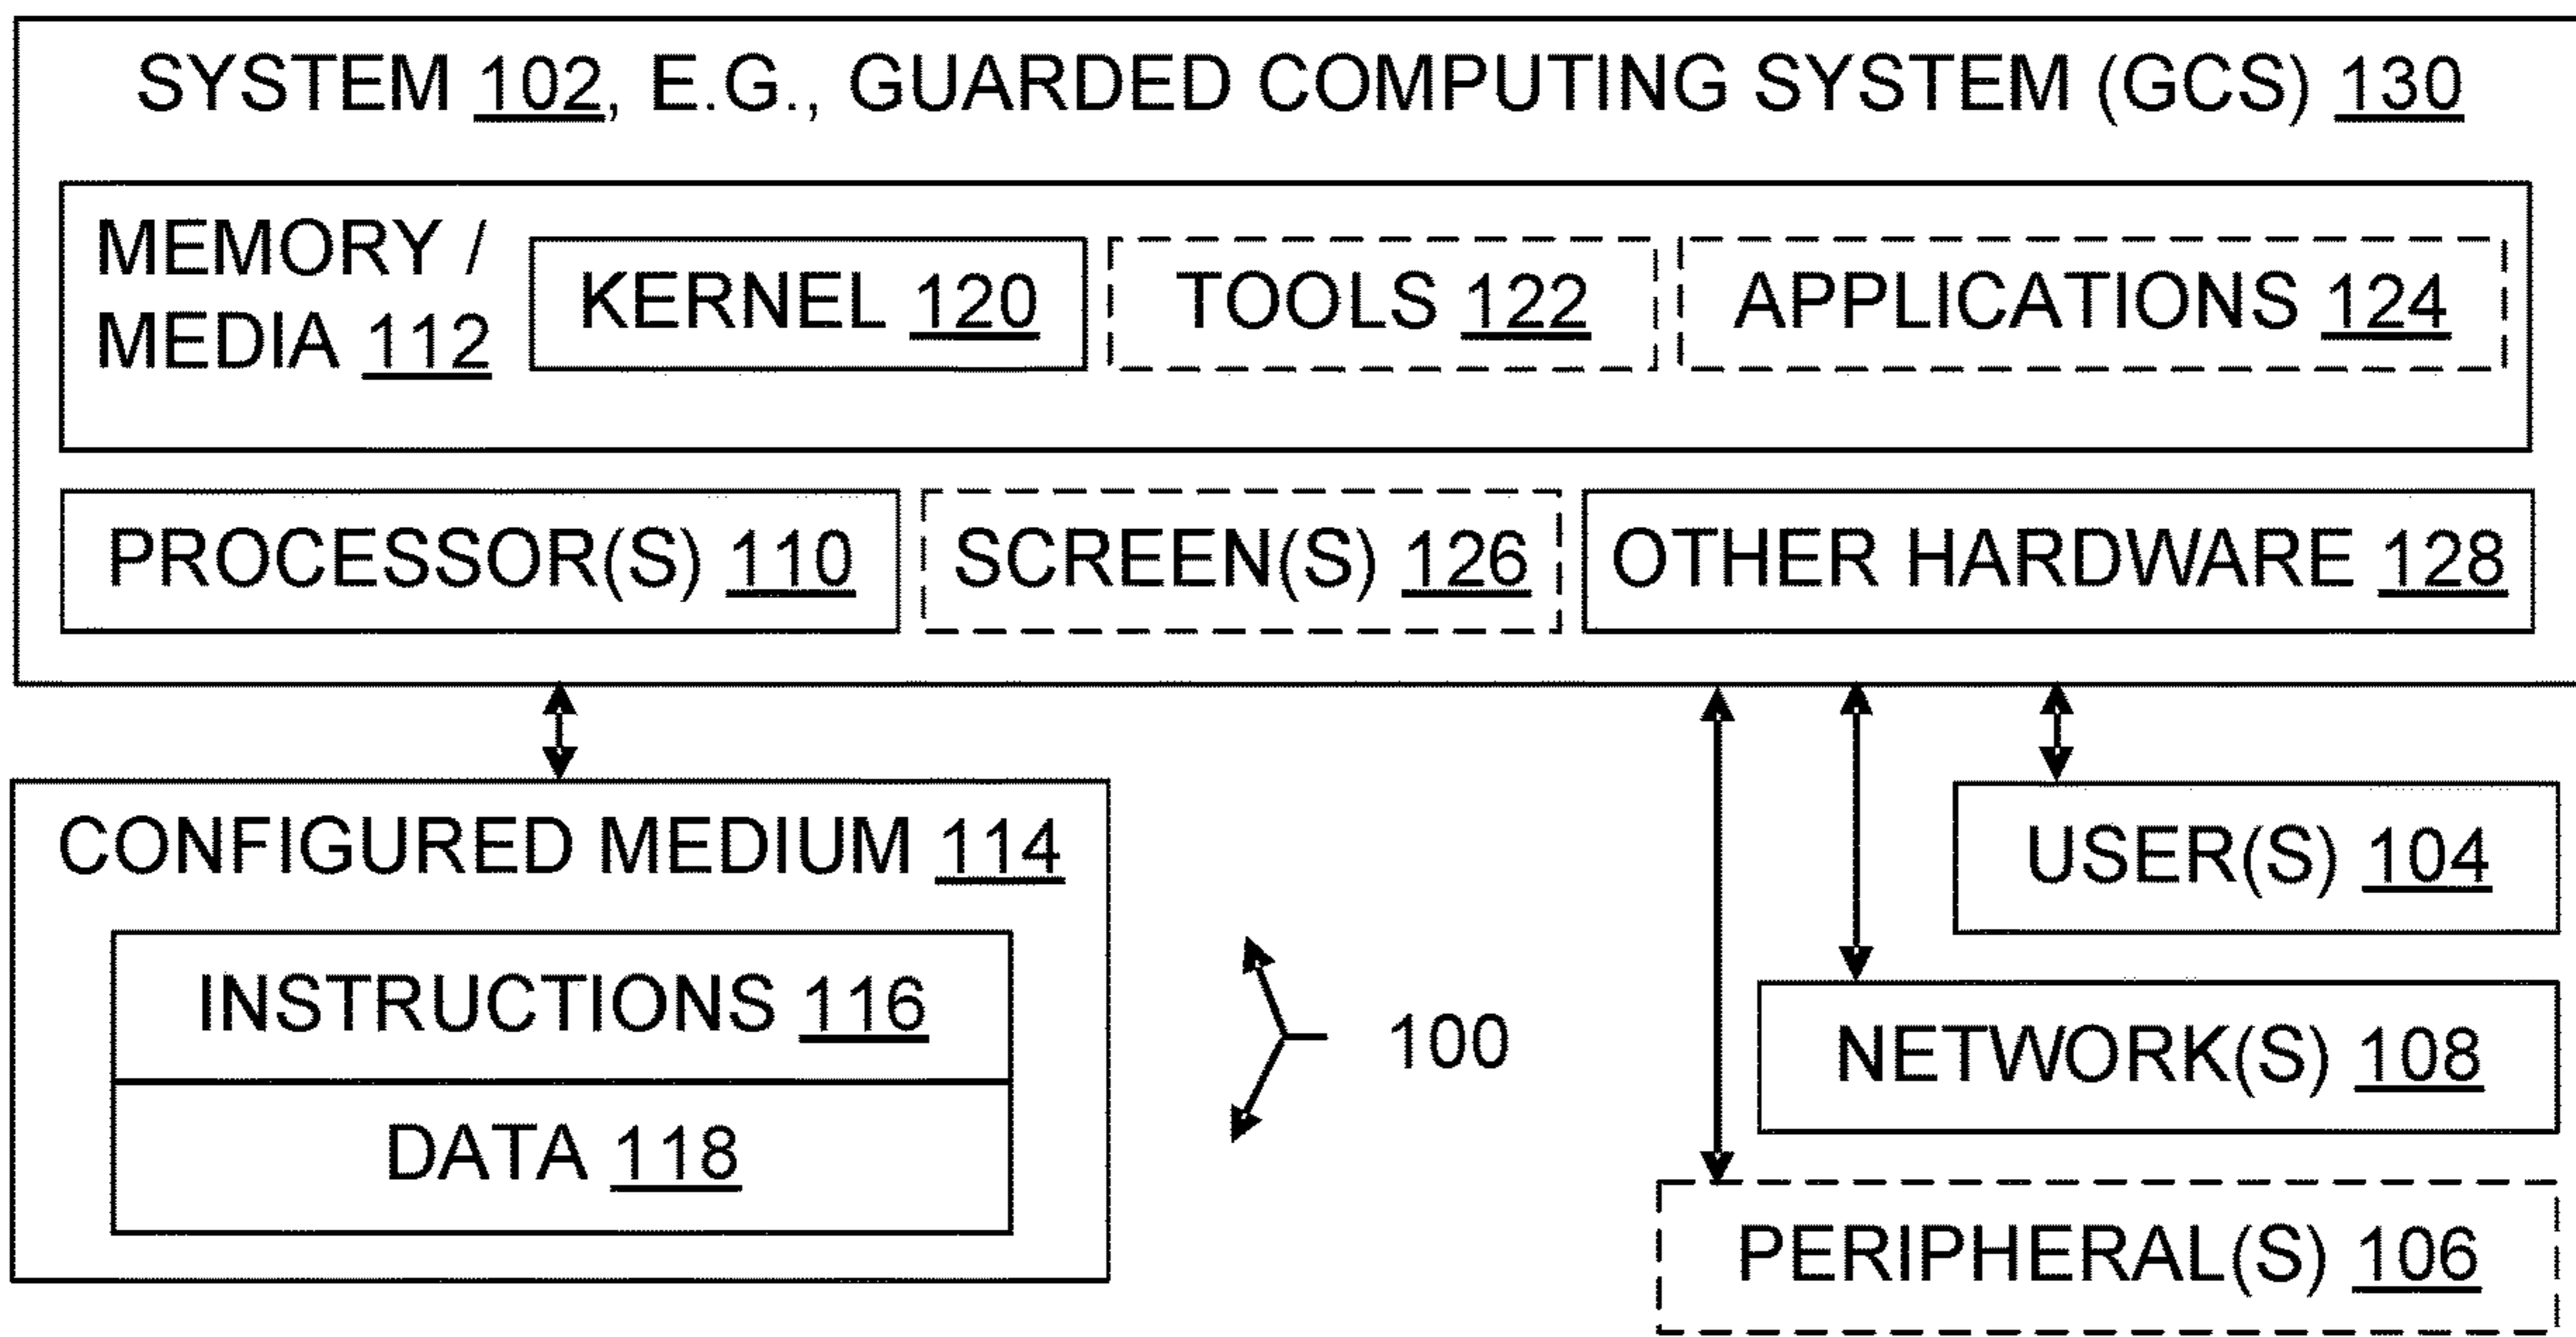 SYSTEM 102, E.G., GUARDED COMPUTING SYSTEM (GCS) 130
MEMORY /
MEDIA 112
KERNEL 120
TOOLS 122
APPLICATIONS 124
PROCESSOR(S) 110
SCREEN(S) 126
OTHER HARDWARE 128
CONFIGURED MEDIUM 114
INSTRUCTIONS 116
DATA 118
100
USER(S) 104
NETWORK(S) 108
PERIPHERAL(S) 106